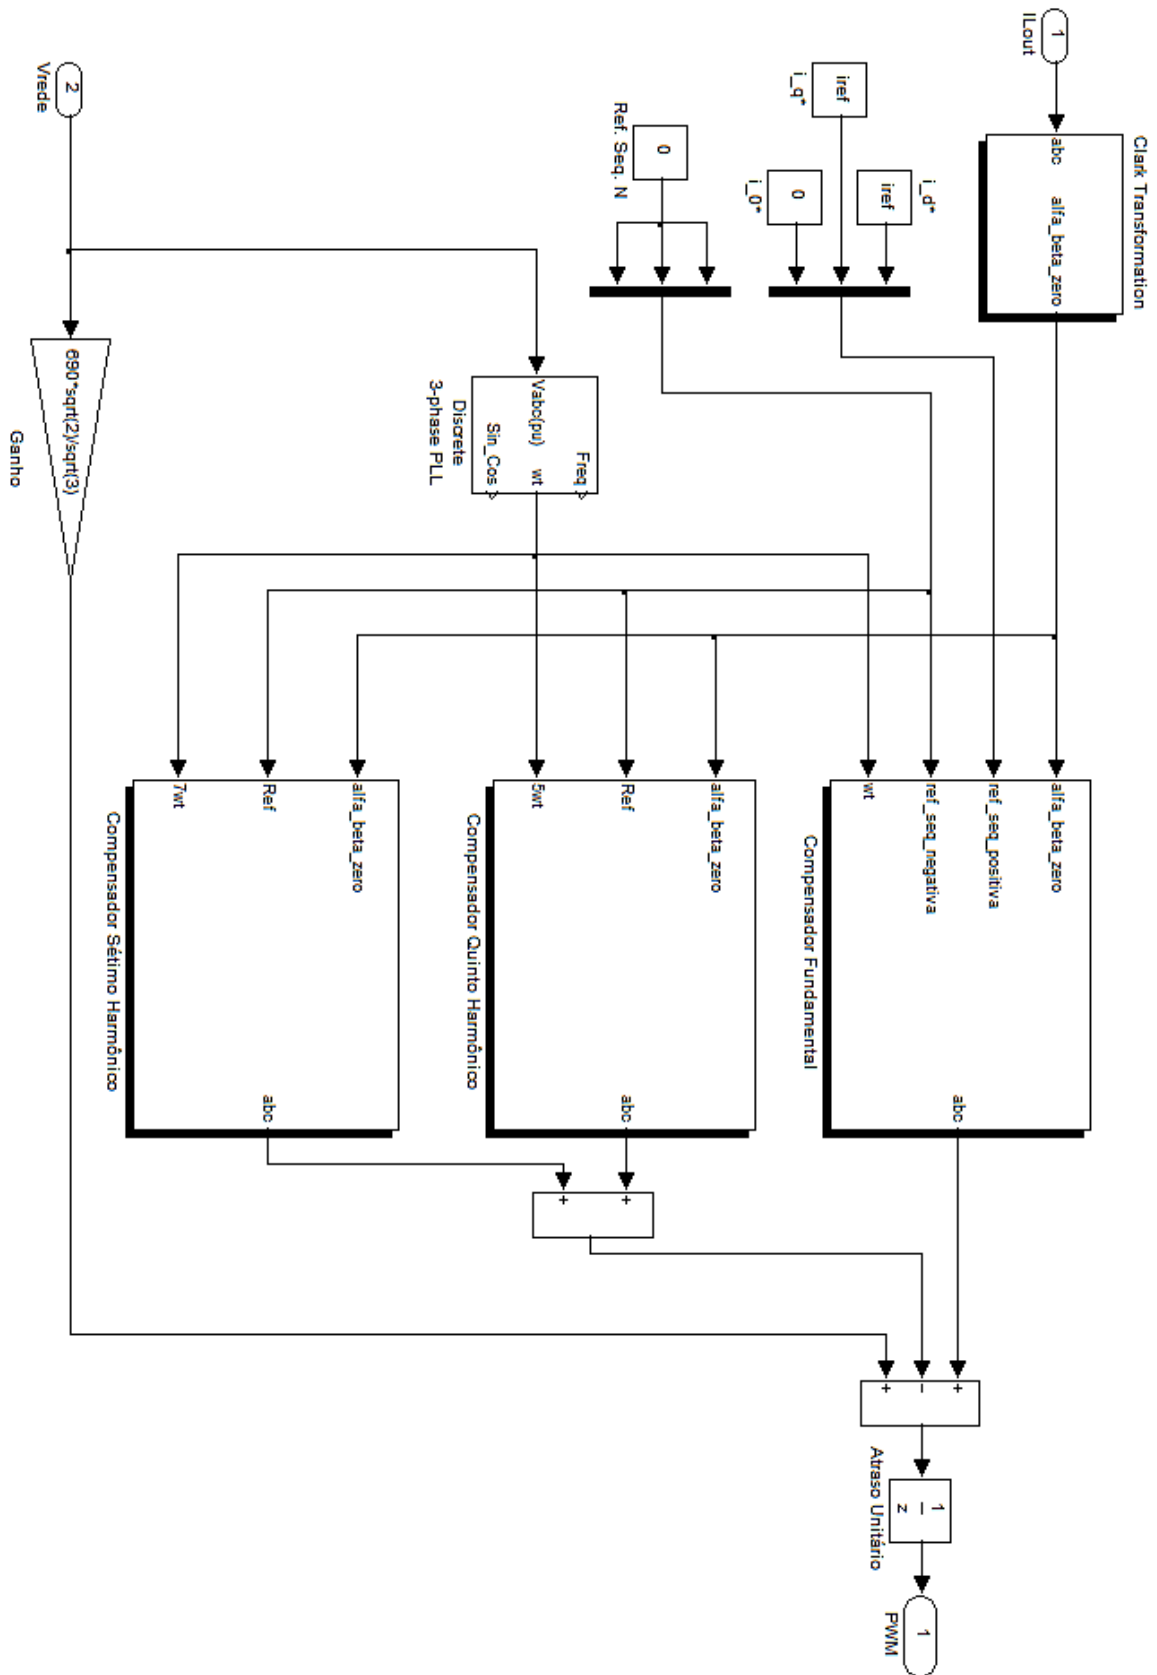 1
ILout
Clark Transformation
abc
alfa_beta_zero
iref
i_d*
iref
i_q*
0
i_0*
0
Ref. Seq. N
2
Vrede
690*sqrt(2)/sqrt(3)
Ganho
Freq
Vabc(pu)
wt
Sin_Cos
Discrete
3-phase PLL
alfa_beta_zero
ref_seq_positiva
ref_seq_negativa
wt
abc
Compensador Fundamental
alfa_beta_zero
Ref
5wt
abc
Compensador Quinto Harmônico
alfa_beta_zero
Ref
7wt
abc
Compensador Sétimo Harmônico
+
+
+
−
+
1
z
Atraso Unitário
1
PWM